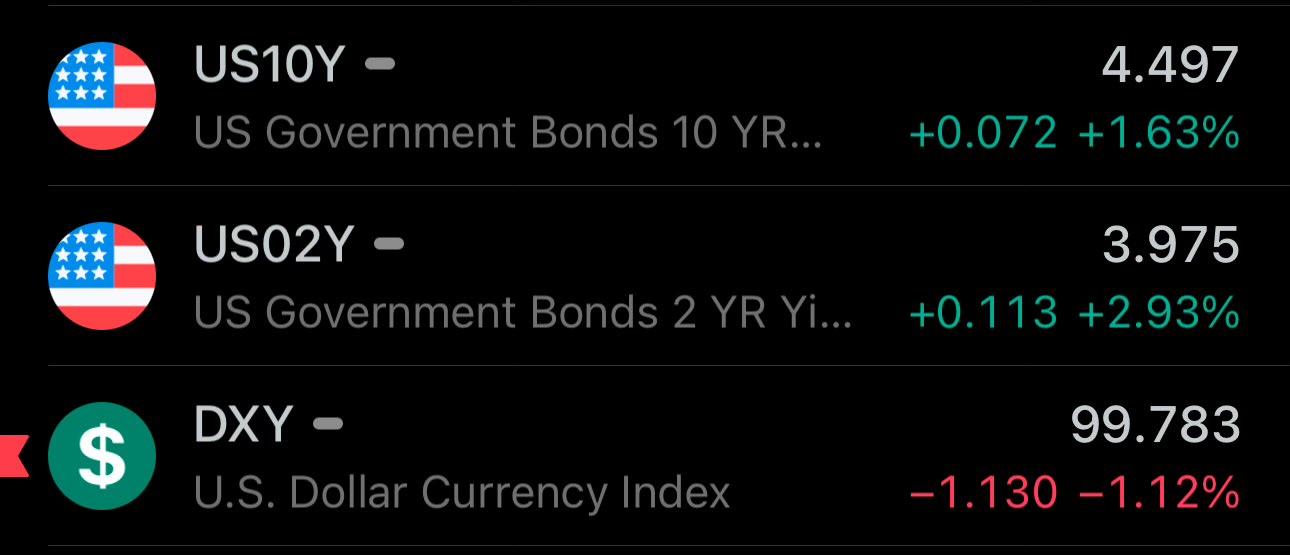 US10Y
4.497
US Government Bonds 10 YR...
+0.072 +1.63%
US02Y
3.975
US Government Bonds 2 YR Yi...
+0.113 +2.93%
$
DXY
99.783
U.S. Dollar Currency Index
−1.130 −1.12%